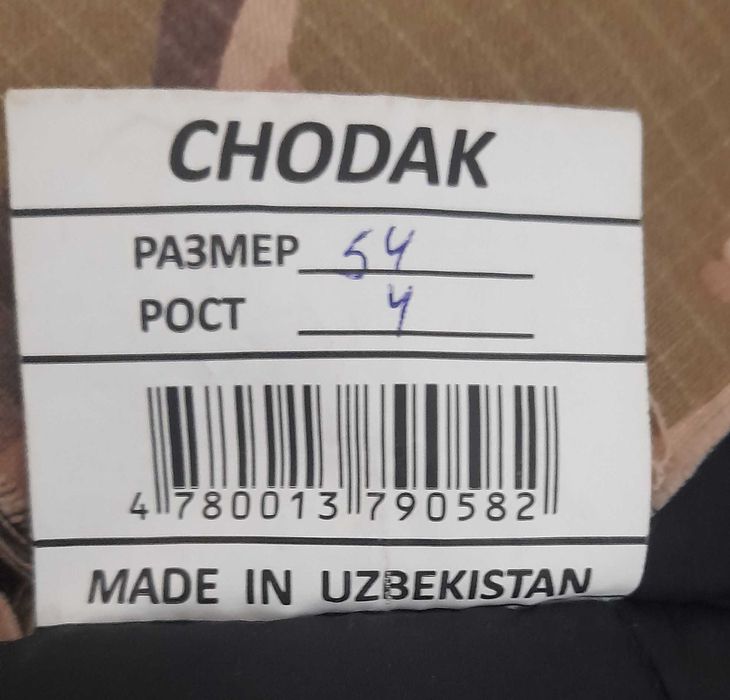 CHODAK
РАЗМЕР 54
РОСТ 4
4 780013 790582
MADE IN UZBEKISTAN